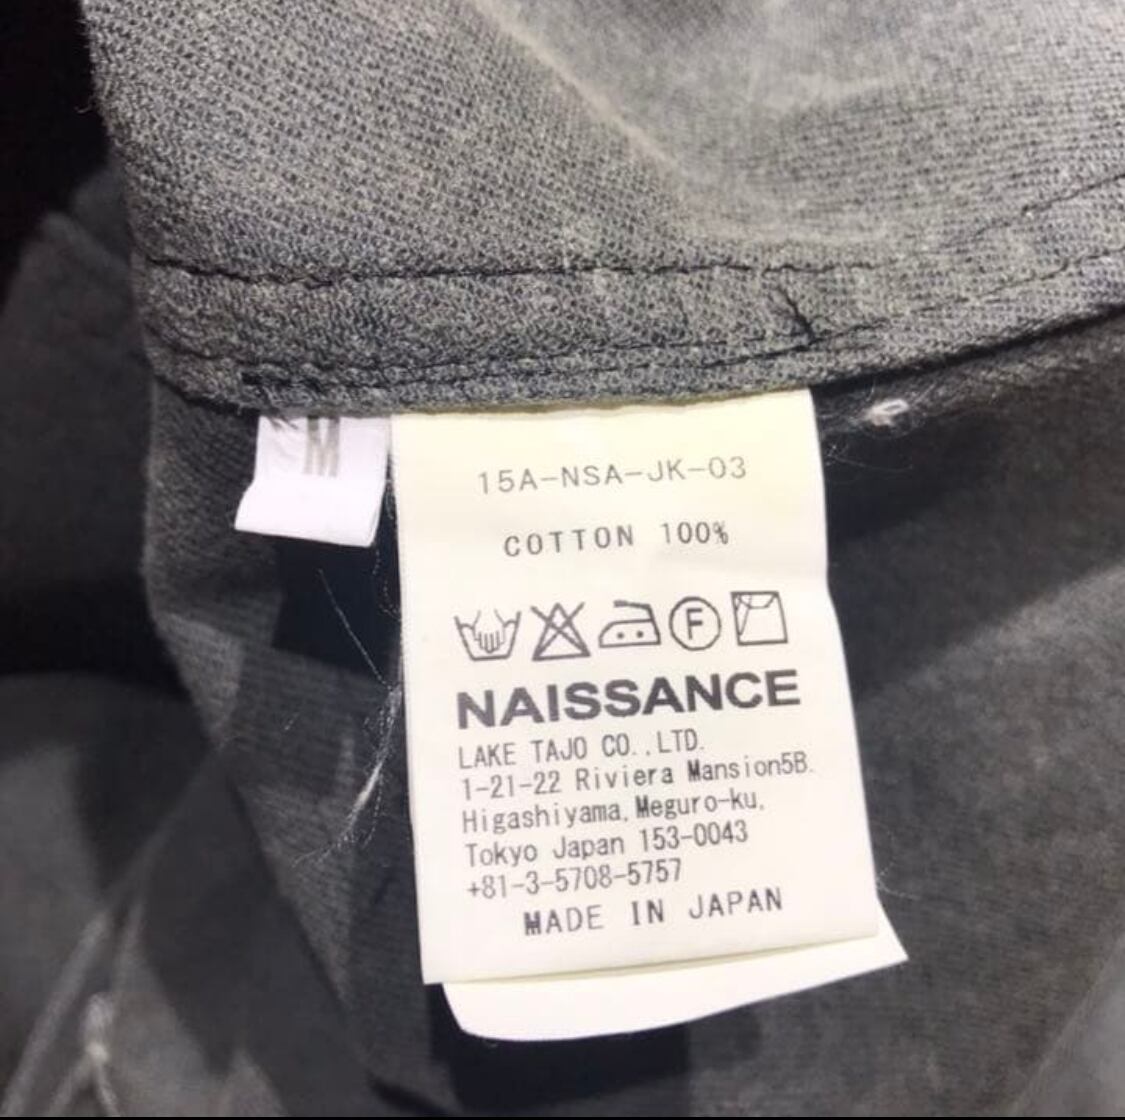 M
15A-NSA-JK-03
COTTON 100%
F
NAISSANCE
LAKE TAJO CO.,LTD.
1-21-22 Riviera Mansion5B.
Higashiyama,Meguro-ku,
Tokyo Japan 153-0043
+81-3-5708-5757
MADE IN JAPAN